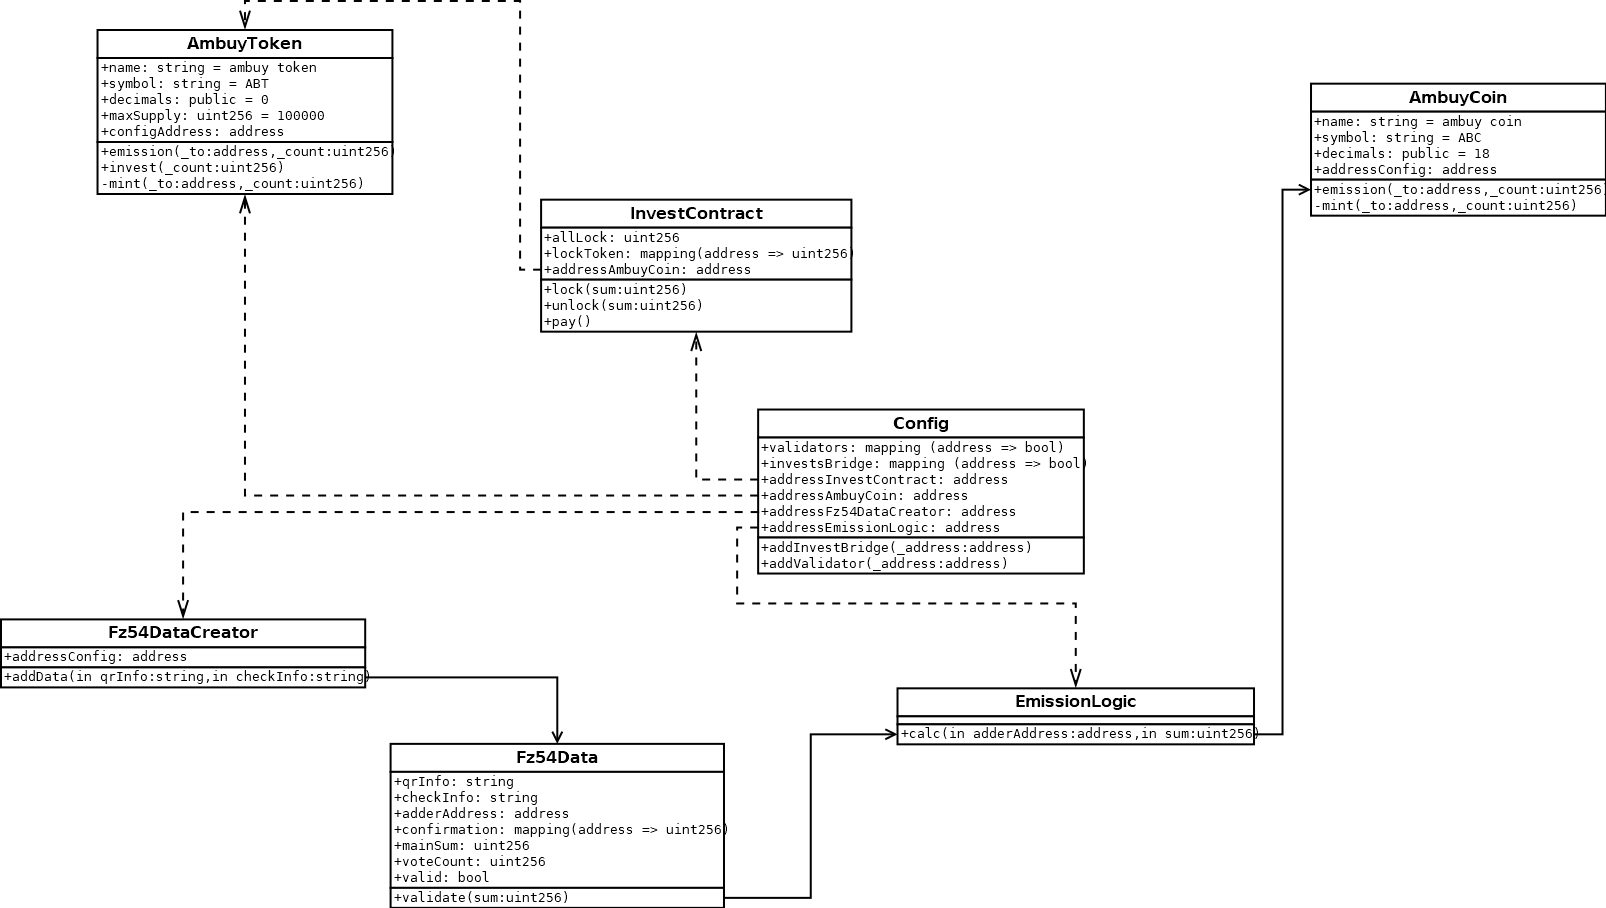 AmbuyToken
+name: string = ambuy token
+symbol: string = ABT
+decimals: public = 0
+maxSupply: uint256 = 100000
+configAddress: address
+emission(_to:address,_count:uint256)
+invest(_count:uint256)
-mint(_to:address,_count:uint256)
AmbuyCoin
+name: string = ambuy coin
+symbol: string = ABC
+decimals: public = 18
+addressConfig: address
+emission(_to:address,_count:uint256)
-mint(_to:address,_count:uint256)
InvestContract
+allLock: uint256
+lockToken: mapping(address => uint256)
+addressAmbuyCoin: address
+lock(sum:uint256)
+unlock(sum:uint256)
+pay()
Config
+validators: mapping (address => bool)
+investsBridge: mapping (address => bool)
+addressInvestContract: address
+addressAmbuyCoin: address
+addressFz54DataCreator: address
+addressEmissionLogic: address
+addInvestBridge(_address:address)
+addValidator(_address:address)
Fz54DataCreator
+addressConfig: address
+addData(in qrInfo:string,in checkInfo:string)
EmissionLogic
+calc(in adderAddress:address,in sum:uint256)
Fz54Data
+qrInfo: string
+checkInfo: string
+adderAddress: address
+confirmation: mapping(address => uint256)
+mainSum: uint256
+voteCount: uint256
+valid: bool
+validate(sum:uint256)